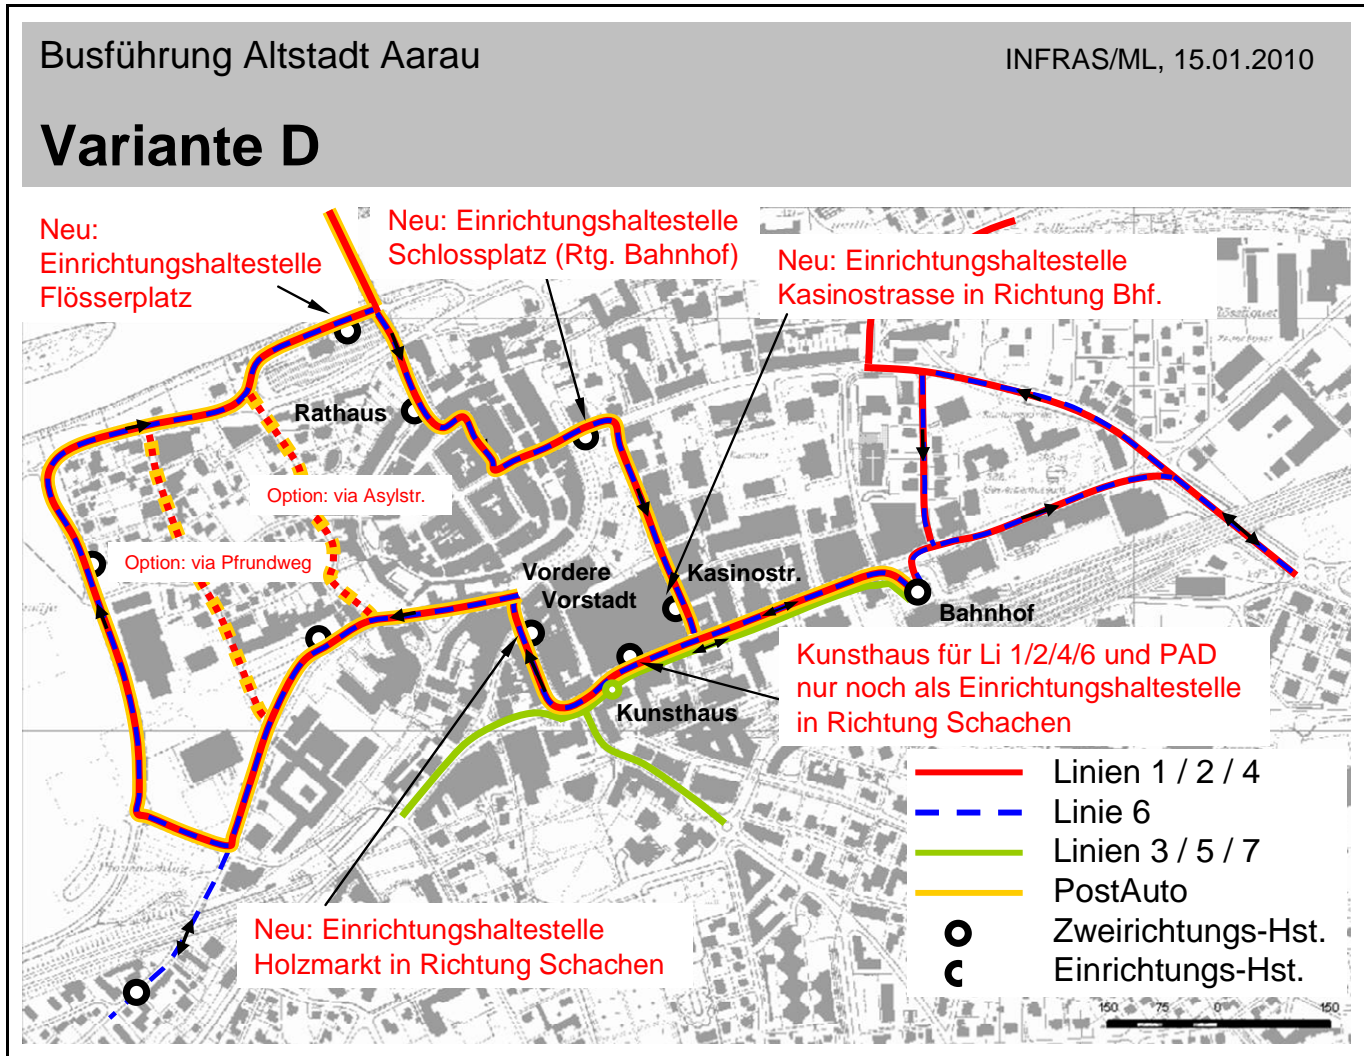 Busführung Altstadt Aarau
INFRAS/ML, 15.01.2010
Variante D
Neu:
Einrichtungshaltestelle
Flösserplatz
Neu: Einrichtungshaltestelle
Schlossplatz (Rtg. Bahnhof)
Neu: Einrichtungshaltestelle
Kasinostrasse in Richtung Bhf.
Rathaus
Option: via Asylstr.
Option: via Pfrundweg
Vordere
Vorstadt
Kasinostr.
Bahnhof
Kunsthaus
Kunsthaus für Li 1/2/4/6 und PAD
nur noch als Einrichtungshaltestelle
in Richtung Schachen
Neu: Einrichtungshaltestelle
Holzmarkt in Richtung Schachen
Linien 1 / 2 / 4
Linie 6
Linien 3 / 5 / 7
PostAuto
Zweirichtungs-Hst.
Einrichtungs-Hst.
150 75 0 150